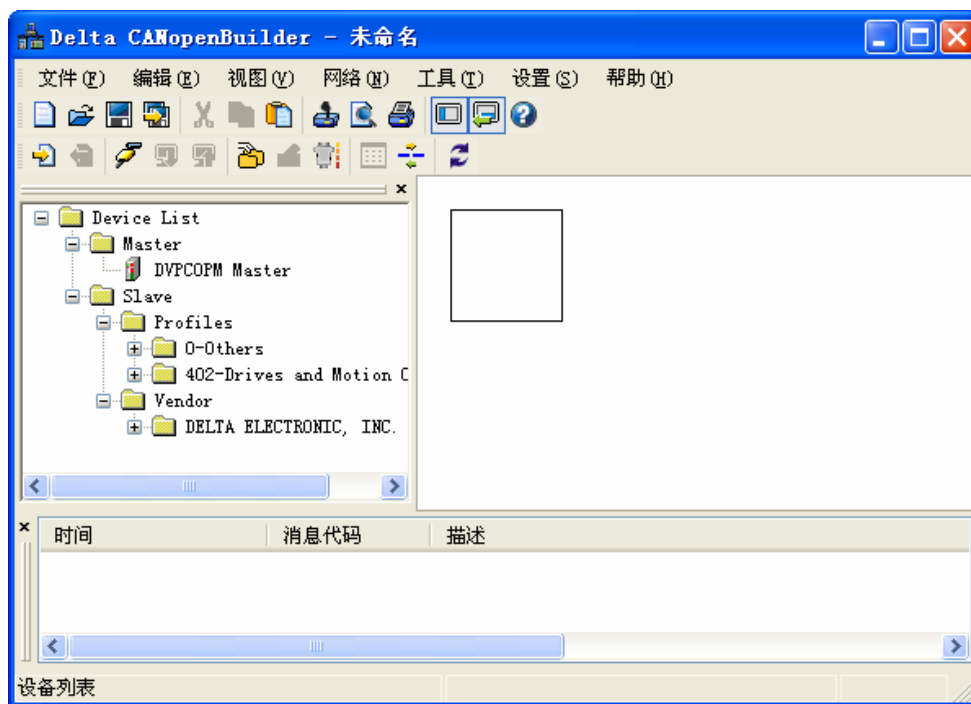 Delta CANopenBuilder - 未命名
文件(F) 编辑(E) 视图(V) 网络(N) 工具(T) 设置(S) 帮助(H)
Device List
Master
DVPCOPM Master
Slave
Profiles
0-Others
402-Drives and Motion C
Vendor
DELTA ELECTRONIC, INC.
时间 消息代码 描述
设备列表